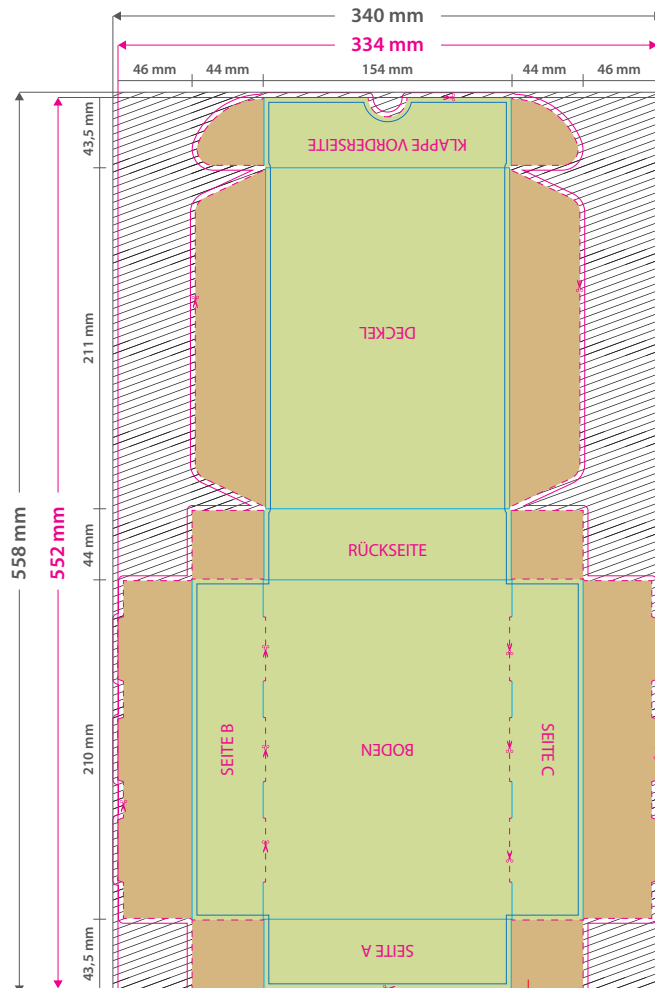 340 mm
334 mm
46 mm 44 mm 154 mm 44 mm 46 mm
43,5 mm
KLAPPE VORDERSEITE
211 mm
DECKEL
558 mm
552 mm
44 mm
RÜCKSEITE
210 mm
SEITE B
BODEN
SEITE C
43,5 mm
SEITE A